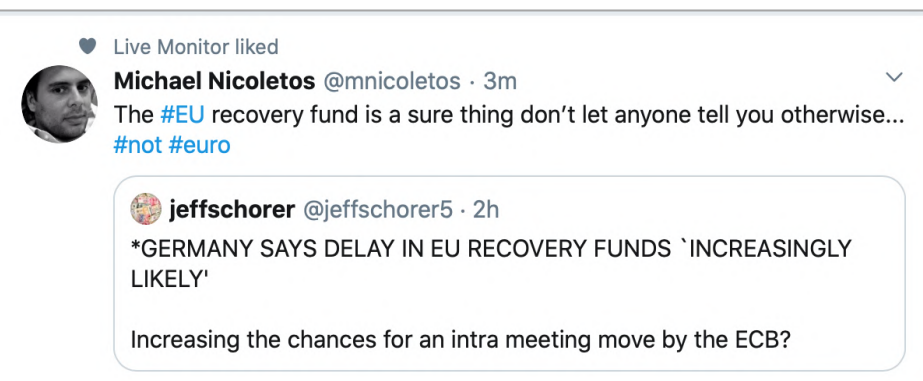 Live Monitor liked
Michael Nicoletos @mnicoletos · 3m
The #EU recovery fund is a sure thing don’t let anyone tell you otherwise...
#not #euro
jeffschorer @jeffschorer5 · 2h
*GERMANY SAYS DELAY IN EU RECOVERY FUNDS `INCREASINGLY
LIKELY'
Increasing the chances for an intra meeting move by the ECB?